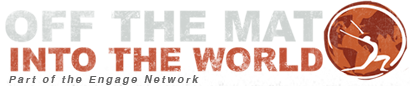 OFF THE MAT
INTO THE WORLD
Part of the Engage Network